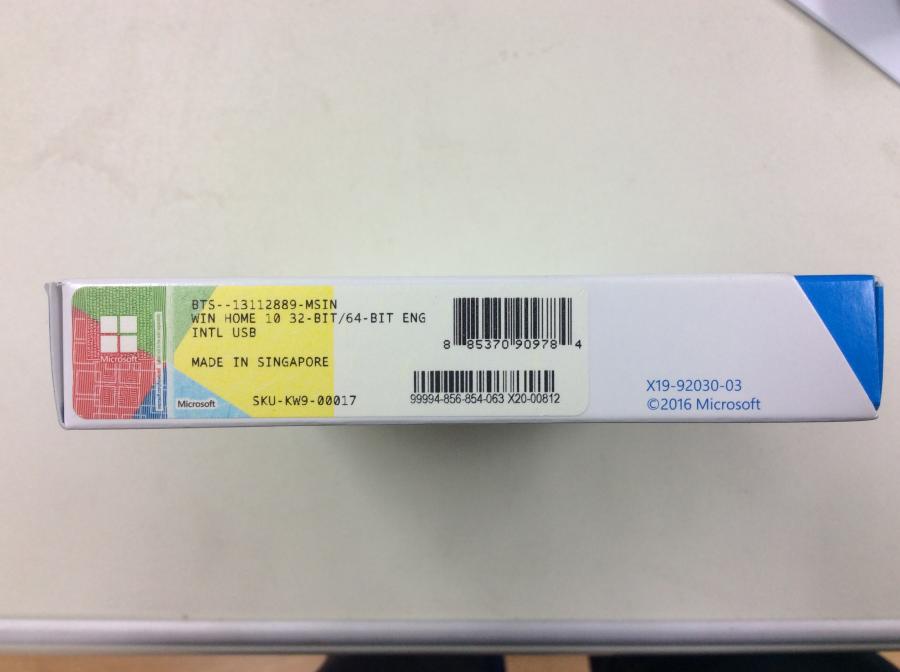 BTS--13112889-MSIN
WIN HOME 10 32-BIT/64-BIT ENG
INTL USB
MADE IN SINGAPORE
SKU-KW9-00017
Microsoft
Microsoft
8 85370 90978 4
99994-856-854-063 X20-00812
X19-92030-03
©2016 Microsoft